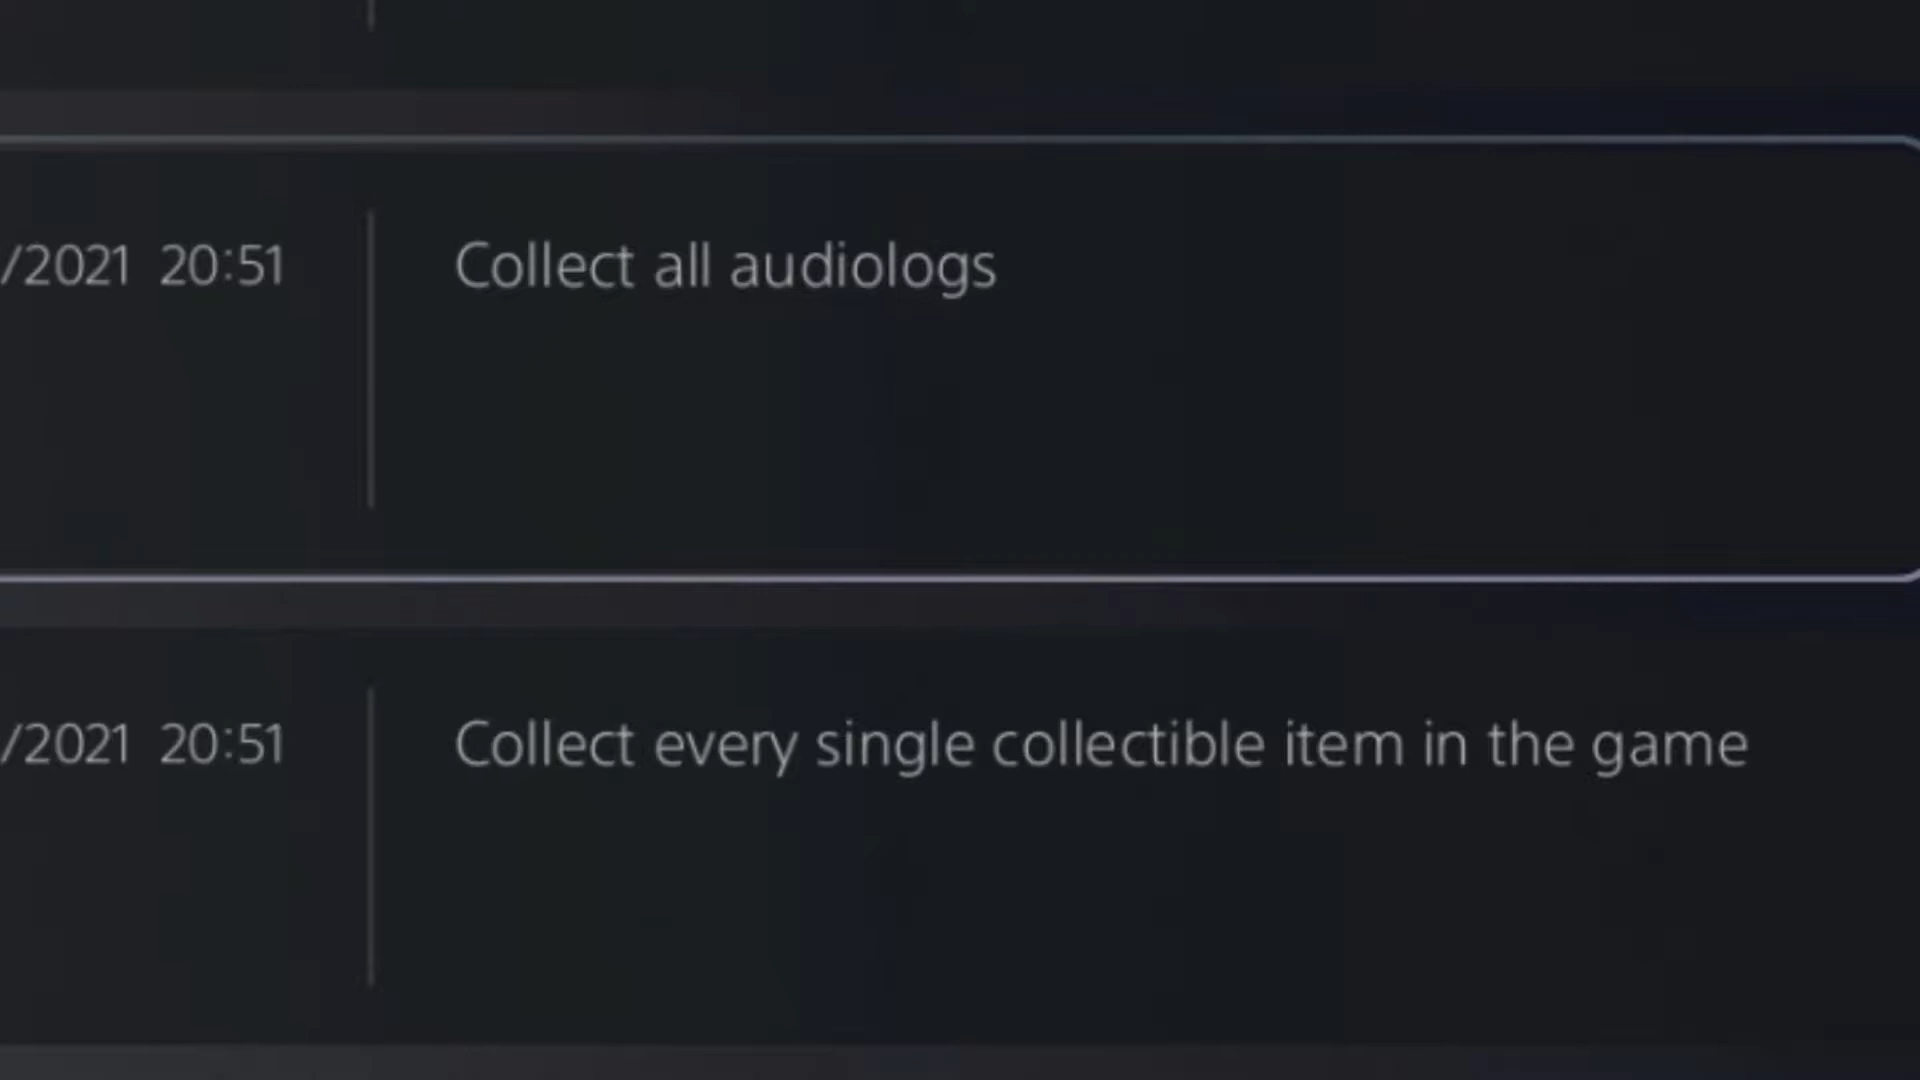 /2021 20:51 Collect all audiologs
/2021 20:51 Collect every single collectible item in the game